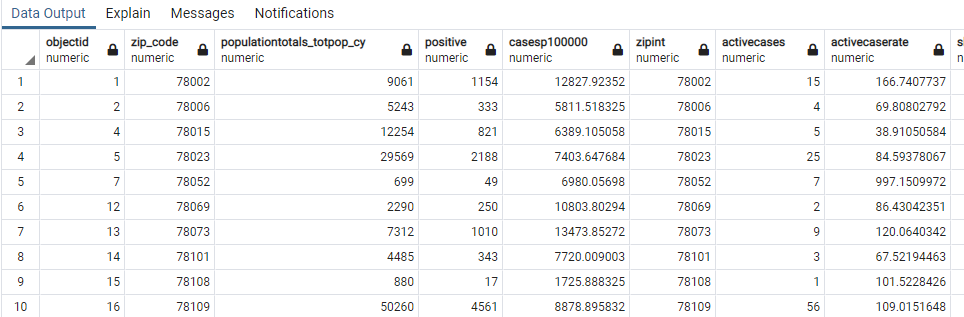 Data Output Explain Messages Notifications
objectid zip_code populationtotals_totpop_cy positive casesp100000 zipint activecases activecaserate
numeric numeric numeric numeric numeric numeric numeric numeric
1 1 78002 9061 1154 12827.92352 78002 15 166.7407737
2 2 78006 5243 333 5811.518325 78006 4 69.80802792
3 4 78015 12254 821 6389.105058 78015 5 38.91050584
4 5 78023 29569 2188 7403.647684 78023 25 84.59378067
5 7 78052 699 49 6980.05698 78052 7 997.1509972
6 12 78069 2290 250 10803.80294 78069 2 86.43042351
7 13 78073 7312 1010 13473.85272 78073 9 120.0640342
8 14 78101 4485 343 7720.009003 78101 3 67.52194463
9 15 78108 880 17 1725.888325 78108 1 101.5228426
10 16 78109 50260 4561 8878.895832 78109 56 109.0151648